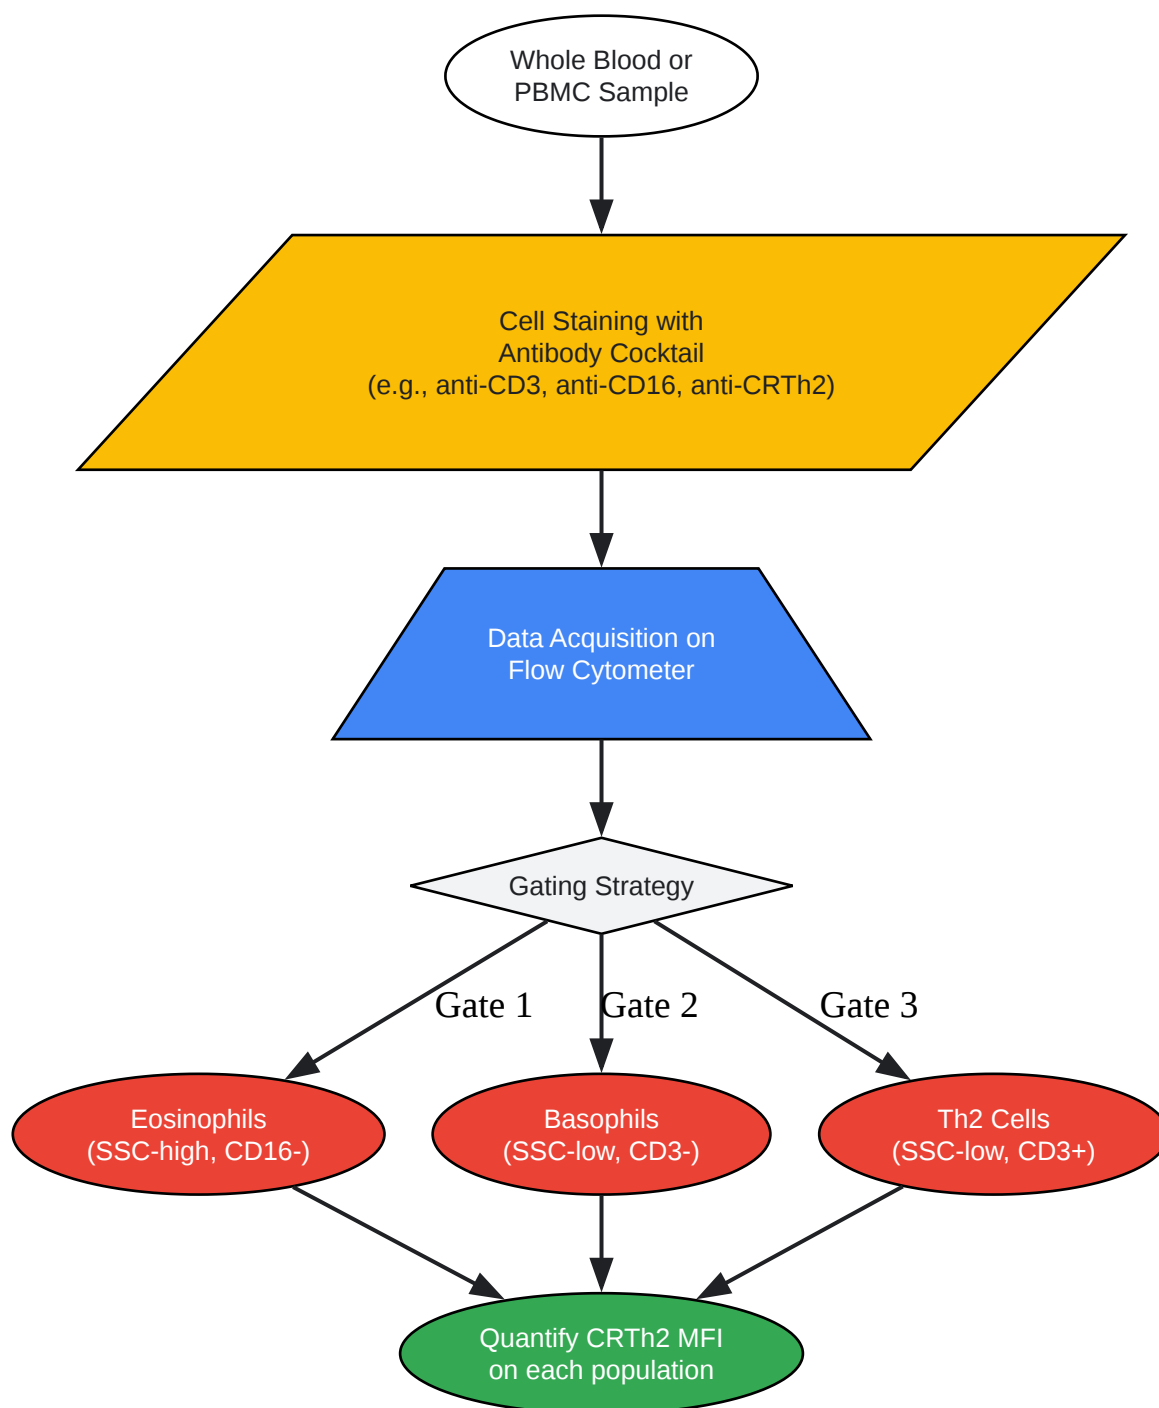 Whole Blood or
PBMC Sample
Cell Staining with
Antibody Cocktail
(e.g., anti-CD3, anti-CD16, anti-CRTh2)
Data Acquisition on
Flow Cytometer
Gating Strategy
Gate 1
Gate 2
Gate 3
Eosinophils
(SSC-high, CD16-)
Basophils
(SSC-low, CD3-)
Th2 Cells
(SSC-low, CD3+)
Quantify CRTh2 MFI
on each population